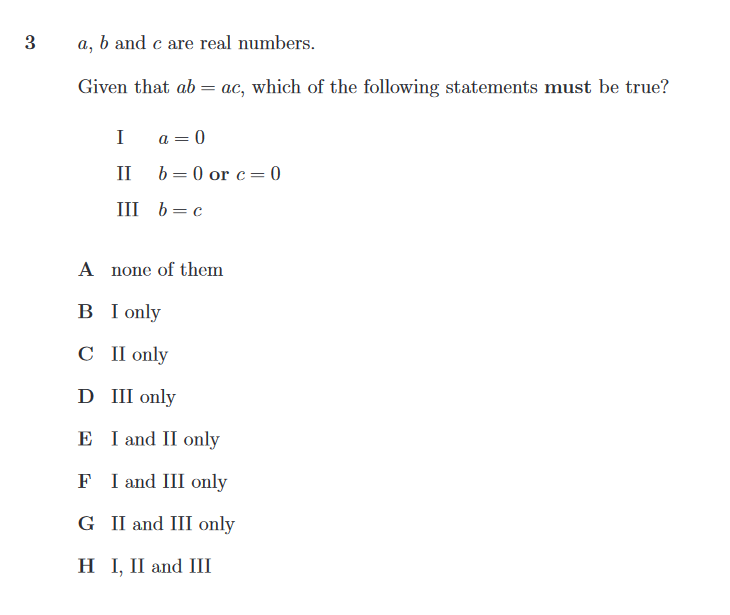 3 a, b and c are real numbers.
Given that ab = ac, which of the following statements must be true?
I a = 0
II b = 0 or c = 0
III b = c
A none of them
B I only
C II only
D III only
E I and II only
F I and III only
G II and III only
H I, II and III